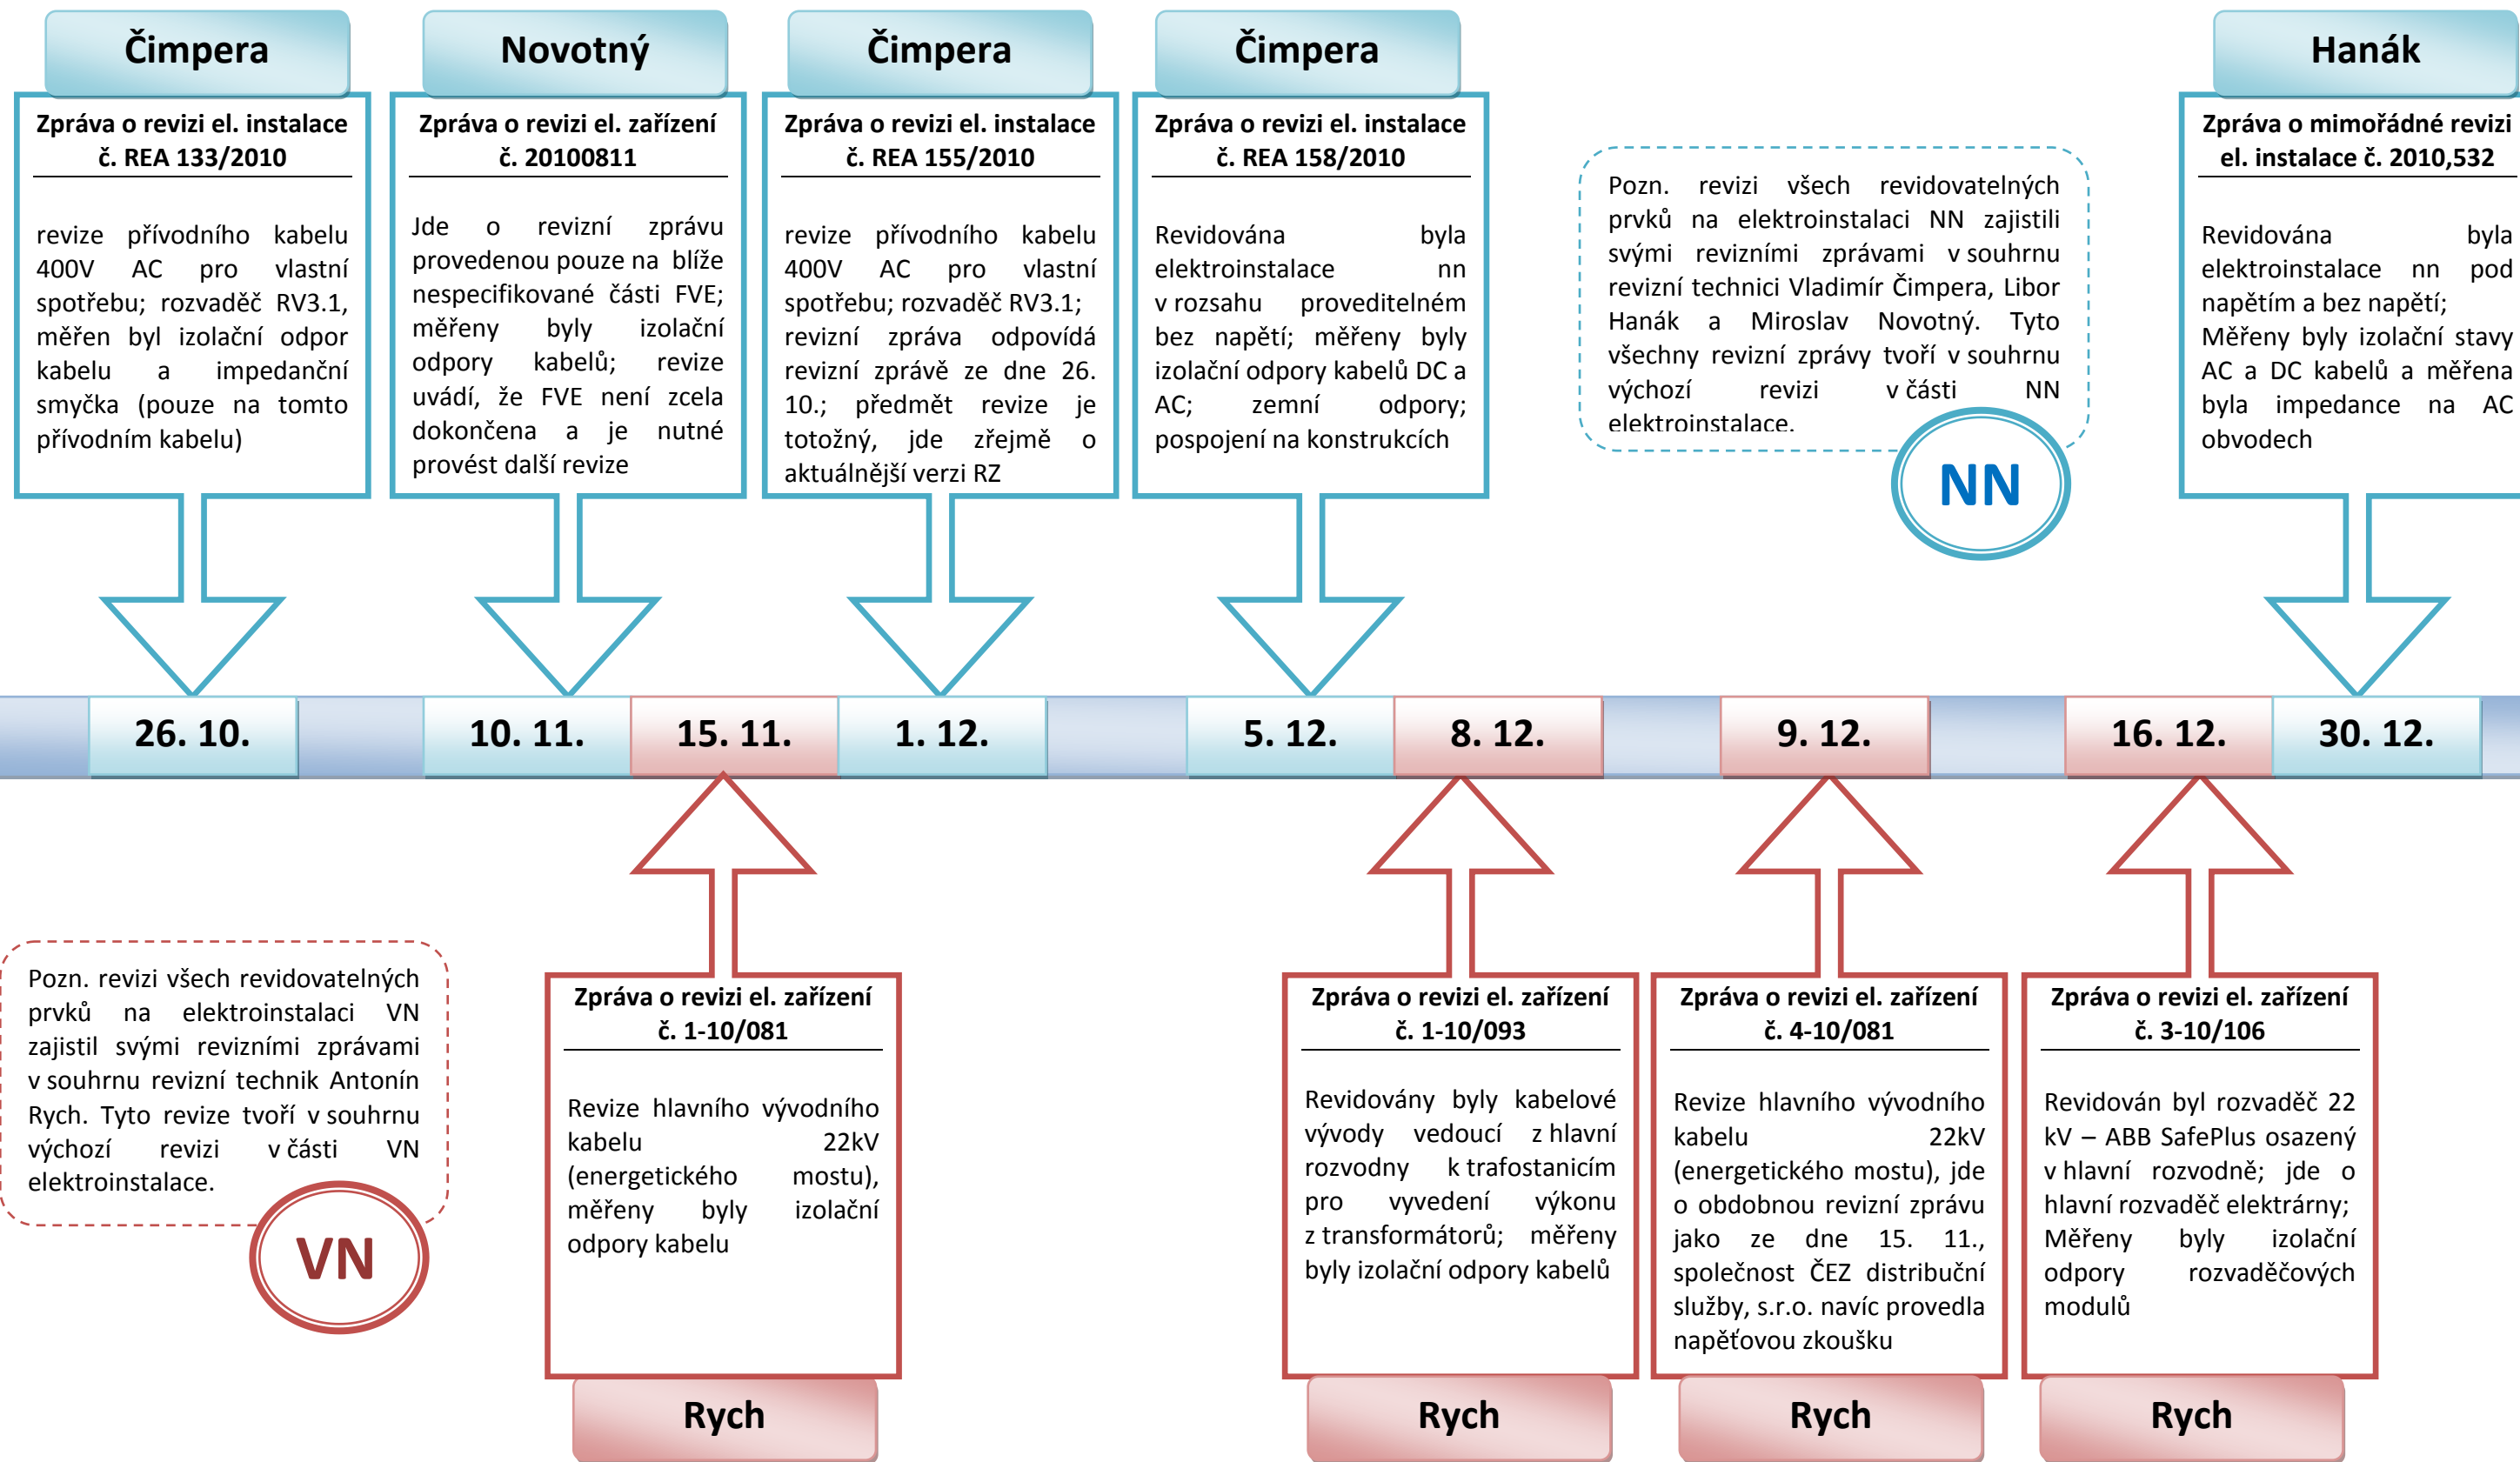 Čimpera
Zpráva o revizi el. instalace
č. REA 133/2010
revize přívodního kabelu
400V AC pro vlastní
spotřebu; rozvaděč RV3.1,
měřen byl izolační odpor
kabelu a impedanční
smyčka (pouze na tomto
přívodním kabelu)
Novotný
Zpráva o revizi el. zařízení
č. 20100811
Jde o revizní zprávu
provedenou pouze na blíže
nespecifikované části FVE;
měřeny byly izolační
odpory kabelů; revize
uvádí, že FVE není zcela
dokončena a je nutné
provést další revize
Čimpera
Zpráva o revizi el. instalace
č. REA 155/2010
revize přívodního kabelu
400V AC pro vlastní
spotřebu; rozvaděč RV3.1;
revizní zpráva odpovídá
revizní zprávě ze dne 26.
10.; předmět revize je
totožný, jde zřejmě o
aktuálnější verzi RZ
Čimpera
Zpráva o revizi el. instalace
č. REA 158/2010
Revidována byla
elektroinstalace nn
v rozsahu proveditelném
bez napětí; měřeny byly
izolační odpory kabelů DC a
AC; zemní odpory;
pospojení na konstrukcích
Pozn. revizi všech revidovatelných
prvků na elektroinstalaci NN zajistili
svými revizními zprávami v souhrnu
revizní technici Vladimír Čimpera, Libor
Hanák a Miroslav Novotný. Tyto
všechny revizní zprávy tvoří v souhrnu
výchozí revizi v části NN
elektroinstalace.
NN
Hanák
Zpráva o mimořádné revizi
el. instalace č. 2010,532
Revidována byla
elektroinstalace nn pod
napětím a bez napětí;
Měřeny byly izolační stavy
AC a DC kabelů a měřena
byla impedance na AC
obvodech
26. 10.
10. 11.
15. 11.
1. 12.
5. 12.
8. 12.
9. 12.
16. 12.
30. 12.
Pozn. revizi všech revidovatelných
prvků na elektroinstalaci VN
zajistil svými revizními zprávami
v souhrnu revizní technik Antonín
Rych. Tyto revize tvoří v souhrnu
výchozí revizi v části VN
elektroinstalace.
VN
Zpráva o revizi el. zařízení
č. 1-10/081
Revize hlavního vývodního
kabelu 22kV
(energetického mostu),
měřeny byly izolační
odpory kabelu
Rych
Zpráva o revizi el. zařízení
č. 1-10/093
Revidovány byly kabelové
vývody vedoucí z hlavní
rozvodny k trafostanicím
pro vyvedení výkonu
z transformátorů; měřeny
byly izolační odpory kabelů
Rych
Zpráva o revizi el. zařízení
č. 4-10/081
Revize hlavního vývodního
kabelu 22kV
(energetického mostu), jde
o obdobnou revizní zprávu
jako ze dne 15. 11.,
společnost ČEZ distribuční
služby, s.r.o. navíc provedla
napěťovou zkoušku
Rych
Zpráva o revizi el. zařízení
č. 3-10/106
Revidován byl rozvaděč 22
kV – ABB SafePlus osazený
v hlavní rozvodně; jde o
hlavní rozvaděč elektrárny;
Měřeny byly izolační
odpory rozvaděčových
modulů
Rych